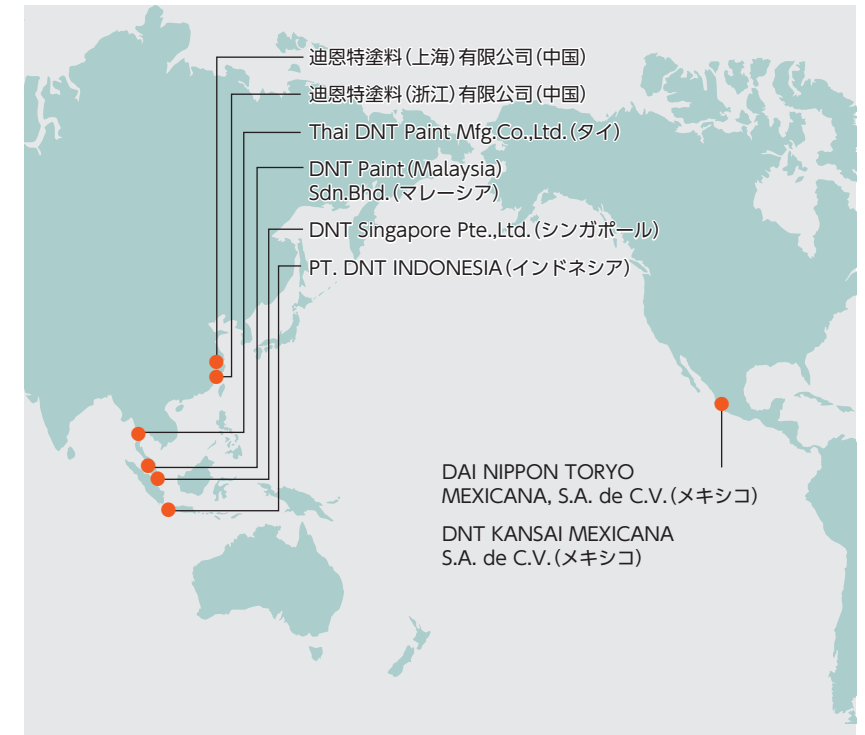 迪恩特塗料(上海)有限公司(中国)
迪恩特塗料(浙江)有限公司(中国)
Thai DNT Paint Mfg.Co.,Ltd.(タイ)
DNT Paint(Malaysia)
Sdn.Bhd.(マレーシア)
DNT Singapore Pte.,Ltd.(シンガポール)
PT. DNT INDONESIA(インドネシア)
DAI NIPPON TORYO
MEXICANA, S.A. de C.V.(メキシコ)
DNT KANSAI MEXICANA
S.A. de C.V.(メキシコ)